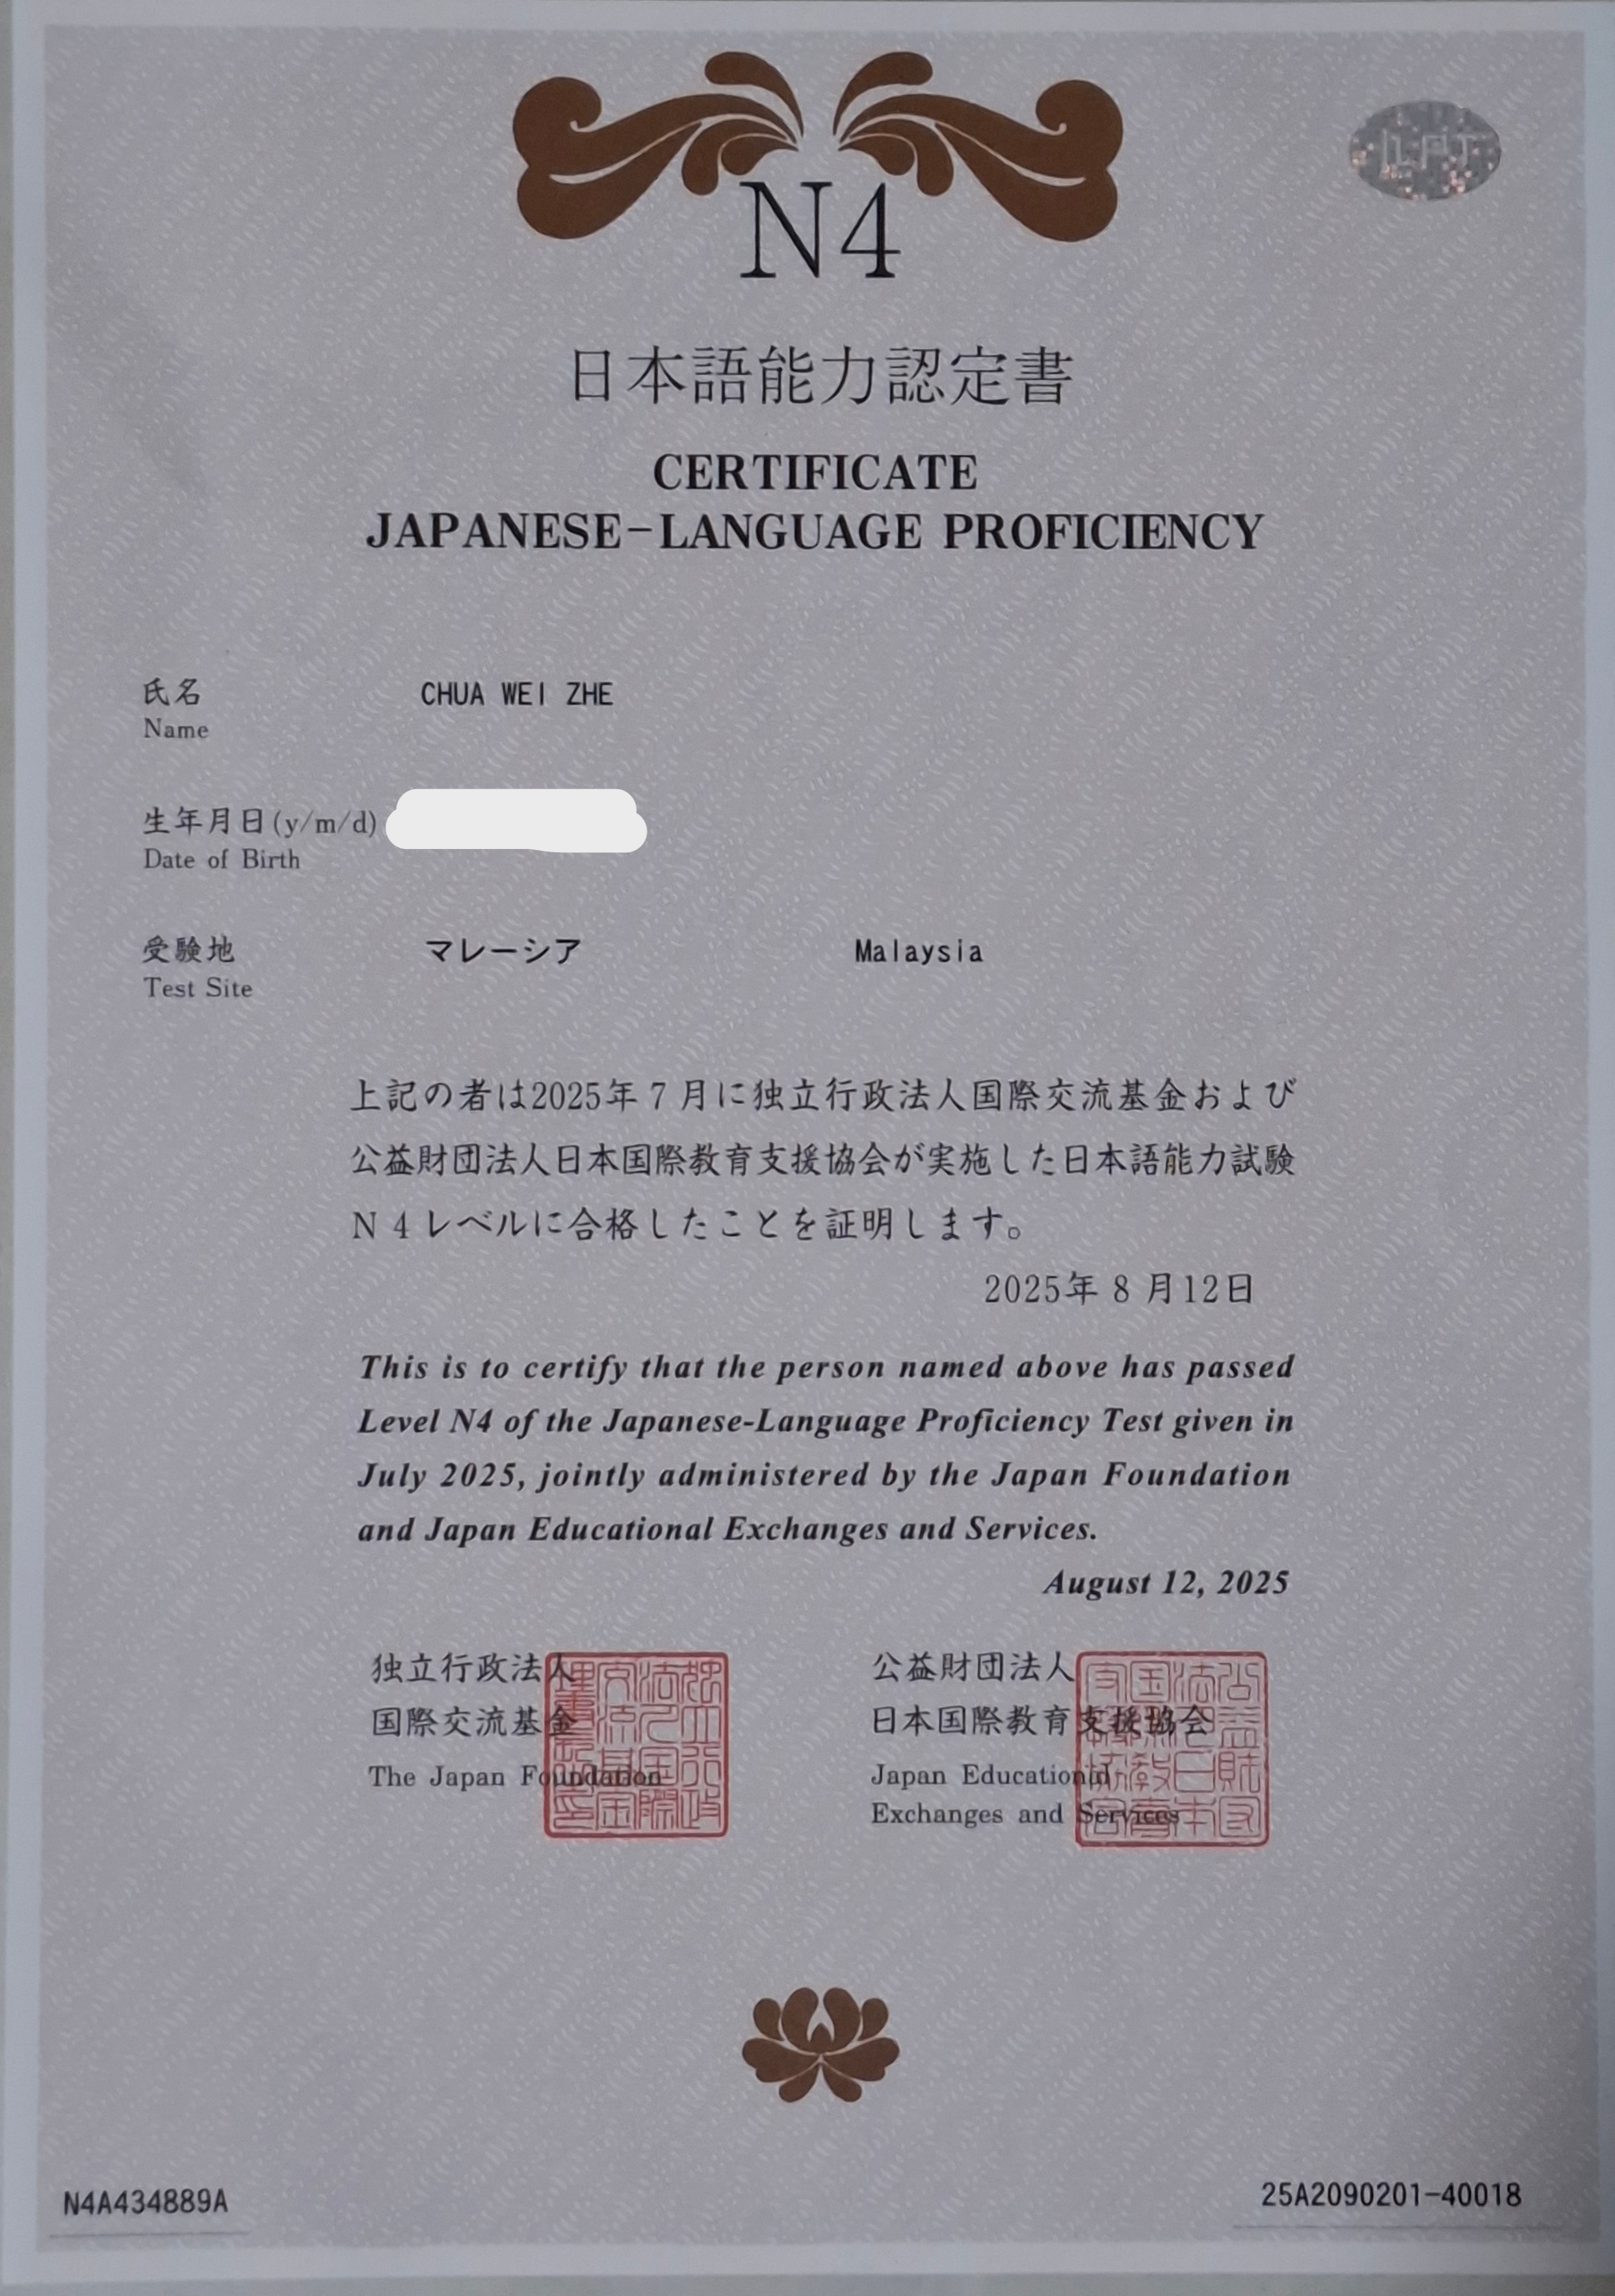 JLPT
N4
日本語能力認定書
CERTIFICATE
JAPANESE-LANGUAGE PROFICIENCY
氏名 CHUA WEI ZHE
Name
生年月日(y/m/d)
Date of Birth
受験地 マレーシア Malaysia
Test Site
上記の者は2025年7月に独立行政法人国際交流基金および
公益財団法人日本国際教育支援協会が実施した日本語能力試験
N4レベルに合格したことを証明します。
2025年8月12日
This is to certify that the person named above has passed
Level N4 of the Japanese-Language Proficiency Test given in
July 2025, jointly administered by the Japan Foundation
and Japan Educational Exchanges and Services.
August 12, 2025
独立行政法人
国際交流基金
The Japan Foundation
公益財団法人
日本国際教育支援協会
Japan Educational
Exchanges and Services
N4A434889A
25A2090201-40018